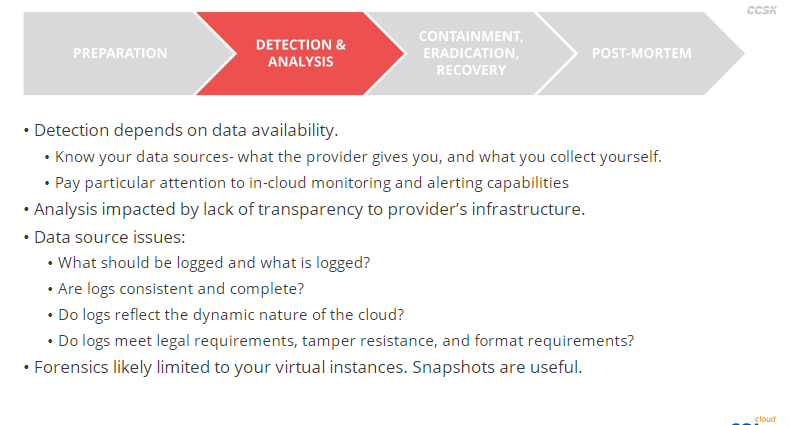 CCSK
PREPARATION
DETECTION &
ANALYSIS
CONTAINMENT,
ERADICATION,
RECOVERY
POST-MORTEM
• Detection depends on data availability.
• Know your data sources- what the provider gives you, and what you collect yourself.
• Pay particular attention to in-cloud monitoring and alerting capabilities
• Analysis impacted by lack of transparency to provider's infrastructure.
• Data source issues:
• What should be logged and what is logged?
• Are logs consistent and complete?
• Do logs reflect the dynamic nature of the cloud?
• Do logs meet legal requirements, tamper resistance, and format requirements?
• Forensics likely limited to your virtual instances. Snapshots are useful.
cloud